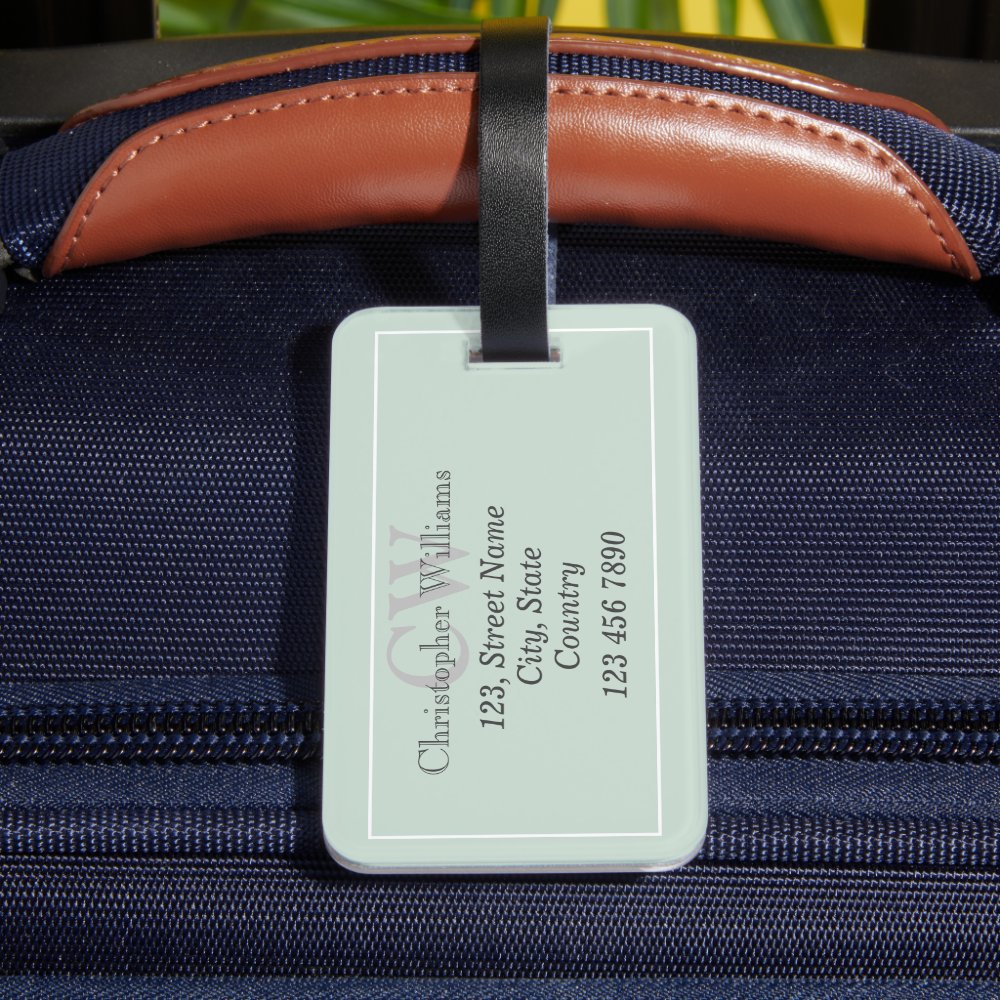 CW
Christopher Williams
123, Street Name
City, State
Country
123 456 7890